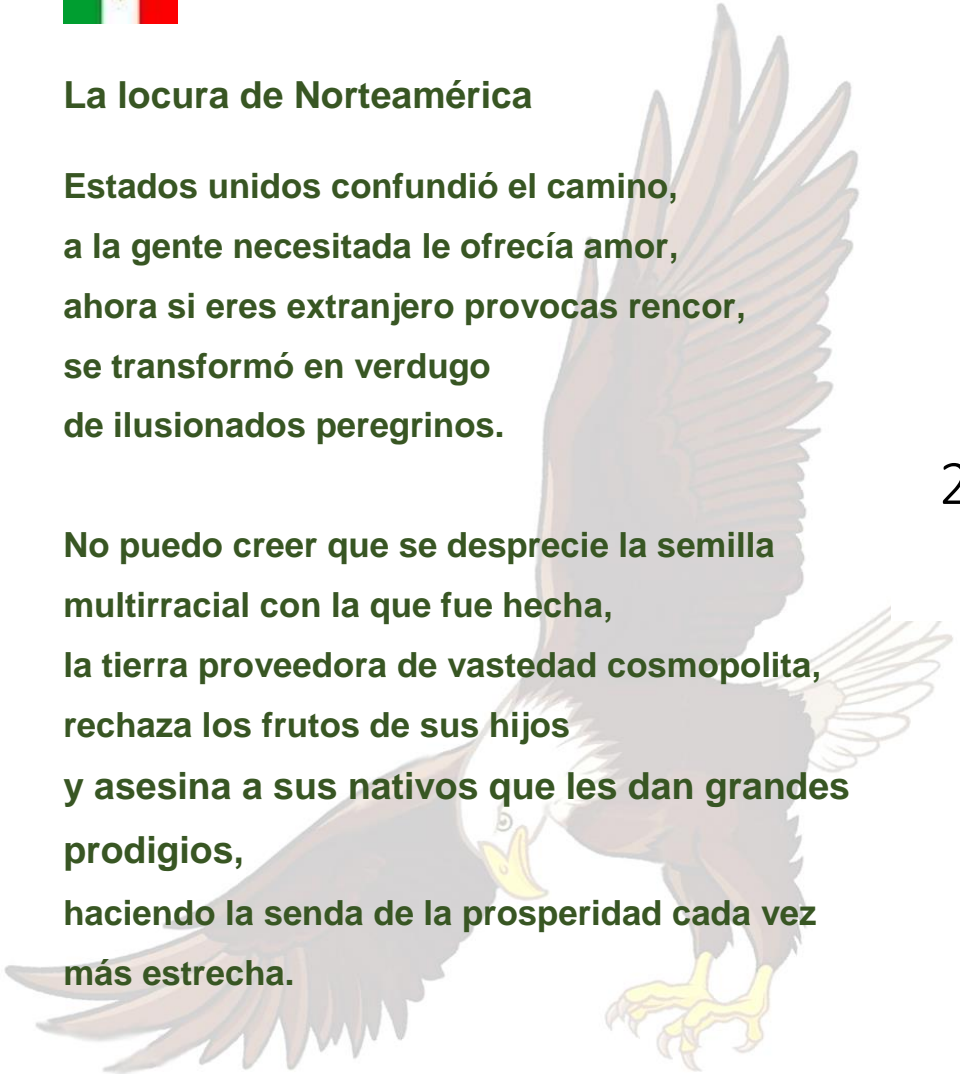 La locura de Norteamérica
Estados unidos confundió el camino,
a la gente necesitada le ofrecía amor,
ahora si eres extranjero provocas rencor,
se transformó en verdugo
de ilusionados peregrinos.
2
No puedo creer que se desprecie la semilla
multirracial con la que fue hecha,
la tierra proveedora de vastedad cosmopolita,
rechaza los frutos de sus hijos
y asesina a sus nativos que les dan grandes
prodigios,
haciendo la senda de la prosperidad cada vez
más estrecha.